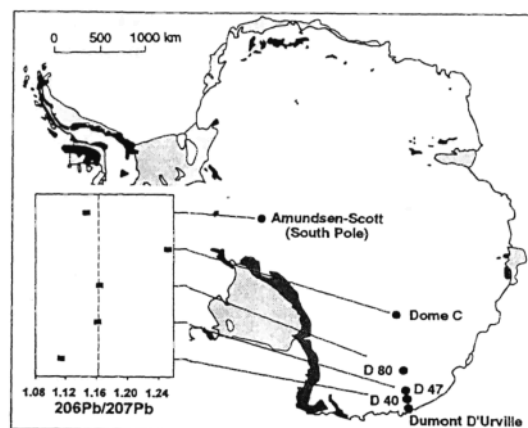 0 500 1000 km
Amundsen-Scott
(South Pole)
Dome C
D 80
D 47
D 40
Dumont D'Urville
1.08 1.12 1.16 1.20 1.24
206Pb/207Pb